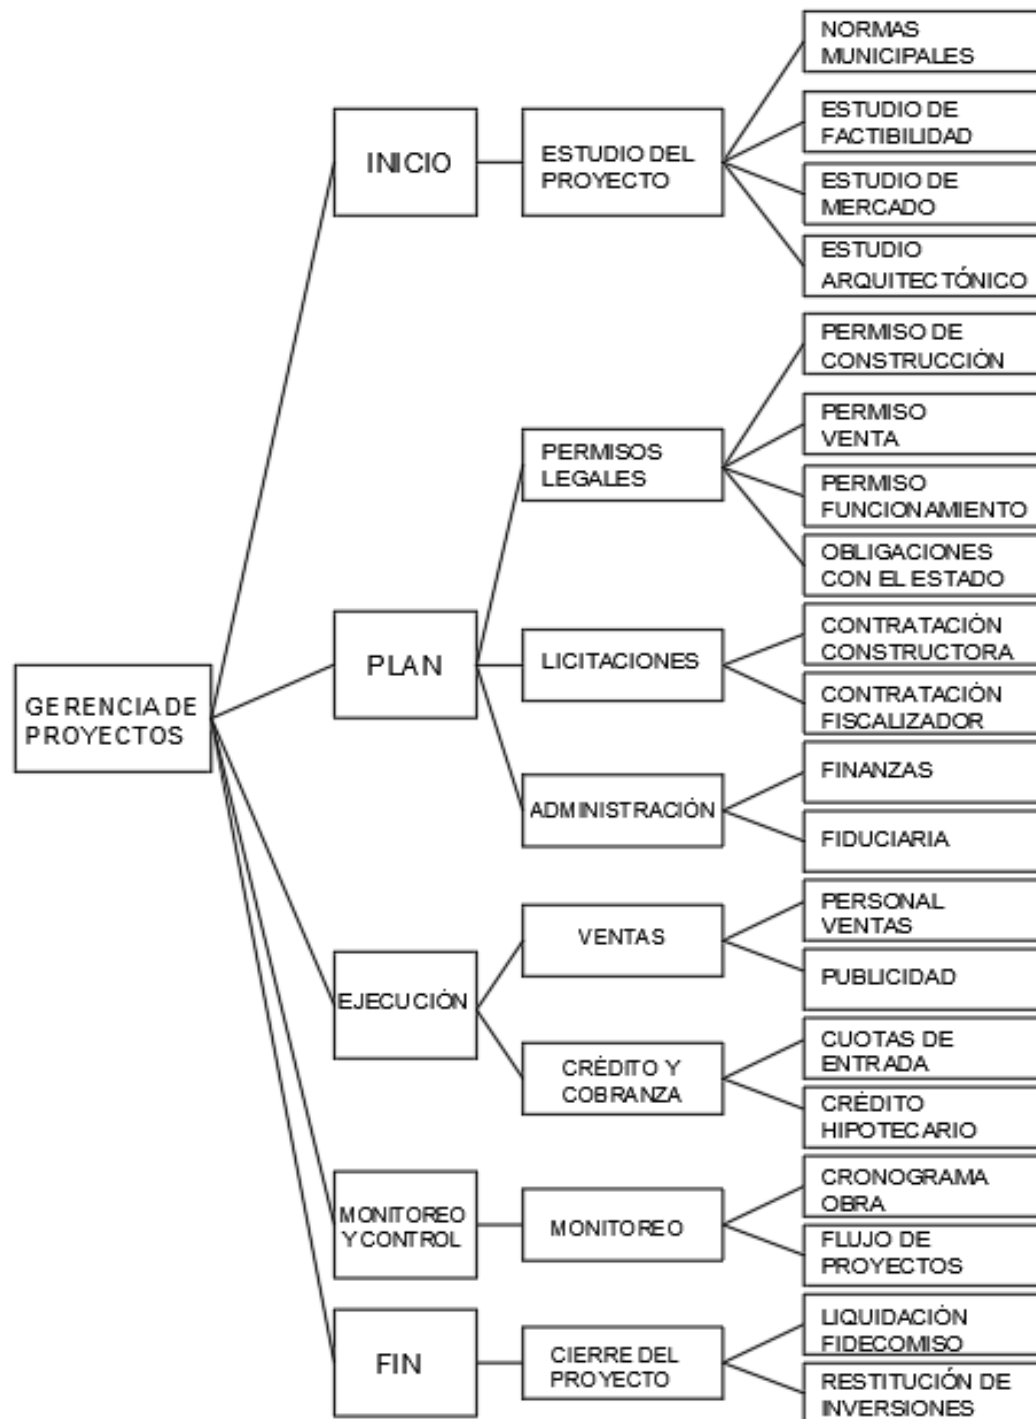 NORMAS
MUNICIPALES
ESTUDIO DE
FACTIBILIDAD
INICIO
ESTUDIO DEL
PROYECTO
ESTUDIO DE
MERCADO
ESTUDIO
ARQUITECTÓNICO
PERMISO DE
CONSTRUCCIÓN
PERMISO
VENTA
PERMISOS
LEGALES
PERMISO
FUNCIONAMIENTO
OBLIGACIONES
CON EL ESTADO
CONTRATACIÓN
CONSTRUCTORA
PLAN
LICITACIONES
CONTRATACIÓN
FISCALIZADOR
GERENCIA DE
PROYECTOS
FINANZAS
ADMINISTRACIÓN
FIDUCIARIA
PERSONAL
VENTAS
VENTAS
PUBLICIDAD
EJECUCIÓN
CUOTAS DE
ENTRADA
CRÉDITO Y
COBRANZA
CRÉDITO
HIPOTECARIO
CRONOGRAMA
OBRA
MONITOREO
Y CONTROL
MONITOREO
FLUJO DE
PROYECTOS
LIQUIDACIÓN
FIDECOMISO
FIN
CIERRE DEL
PROYECTO
RESTITUCIÓN DE
INVERSIONES